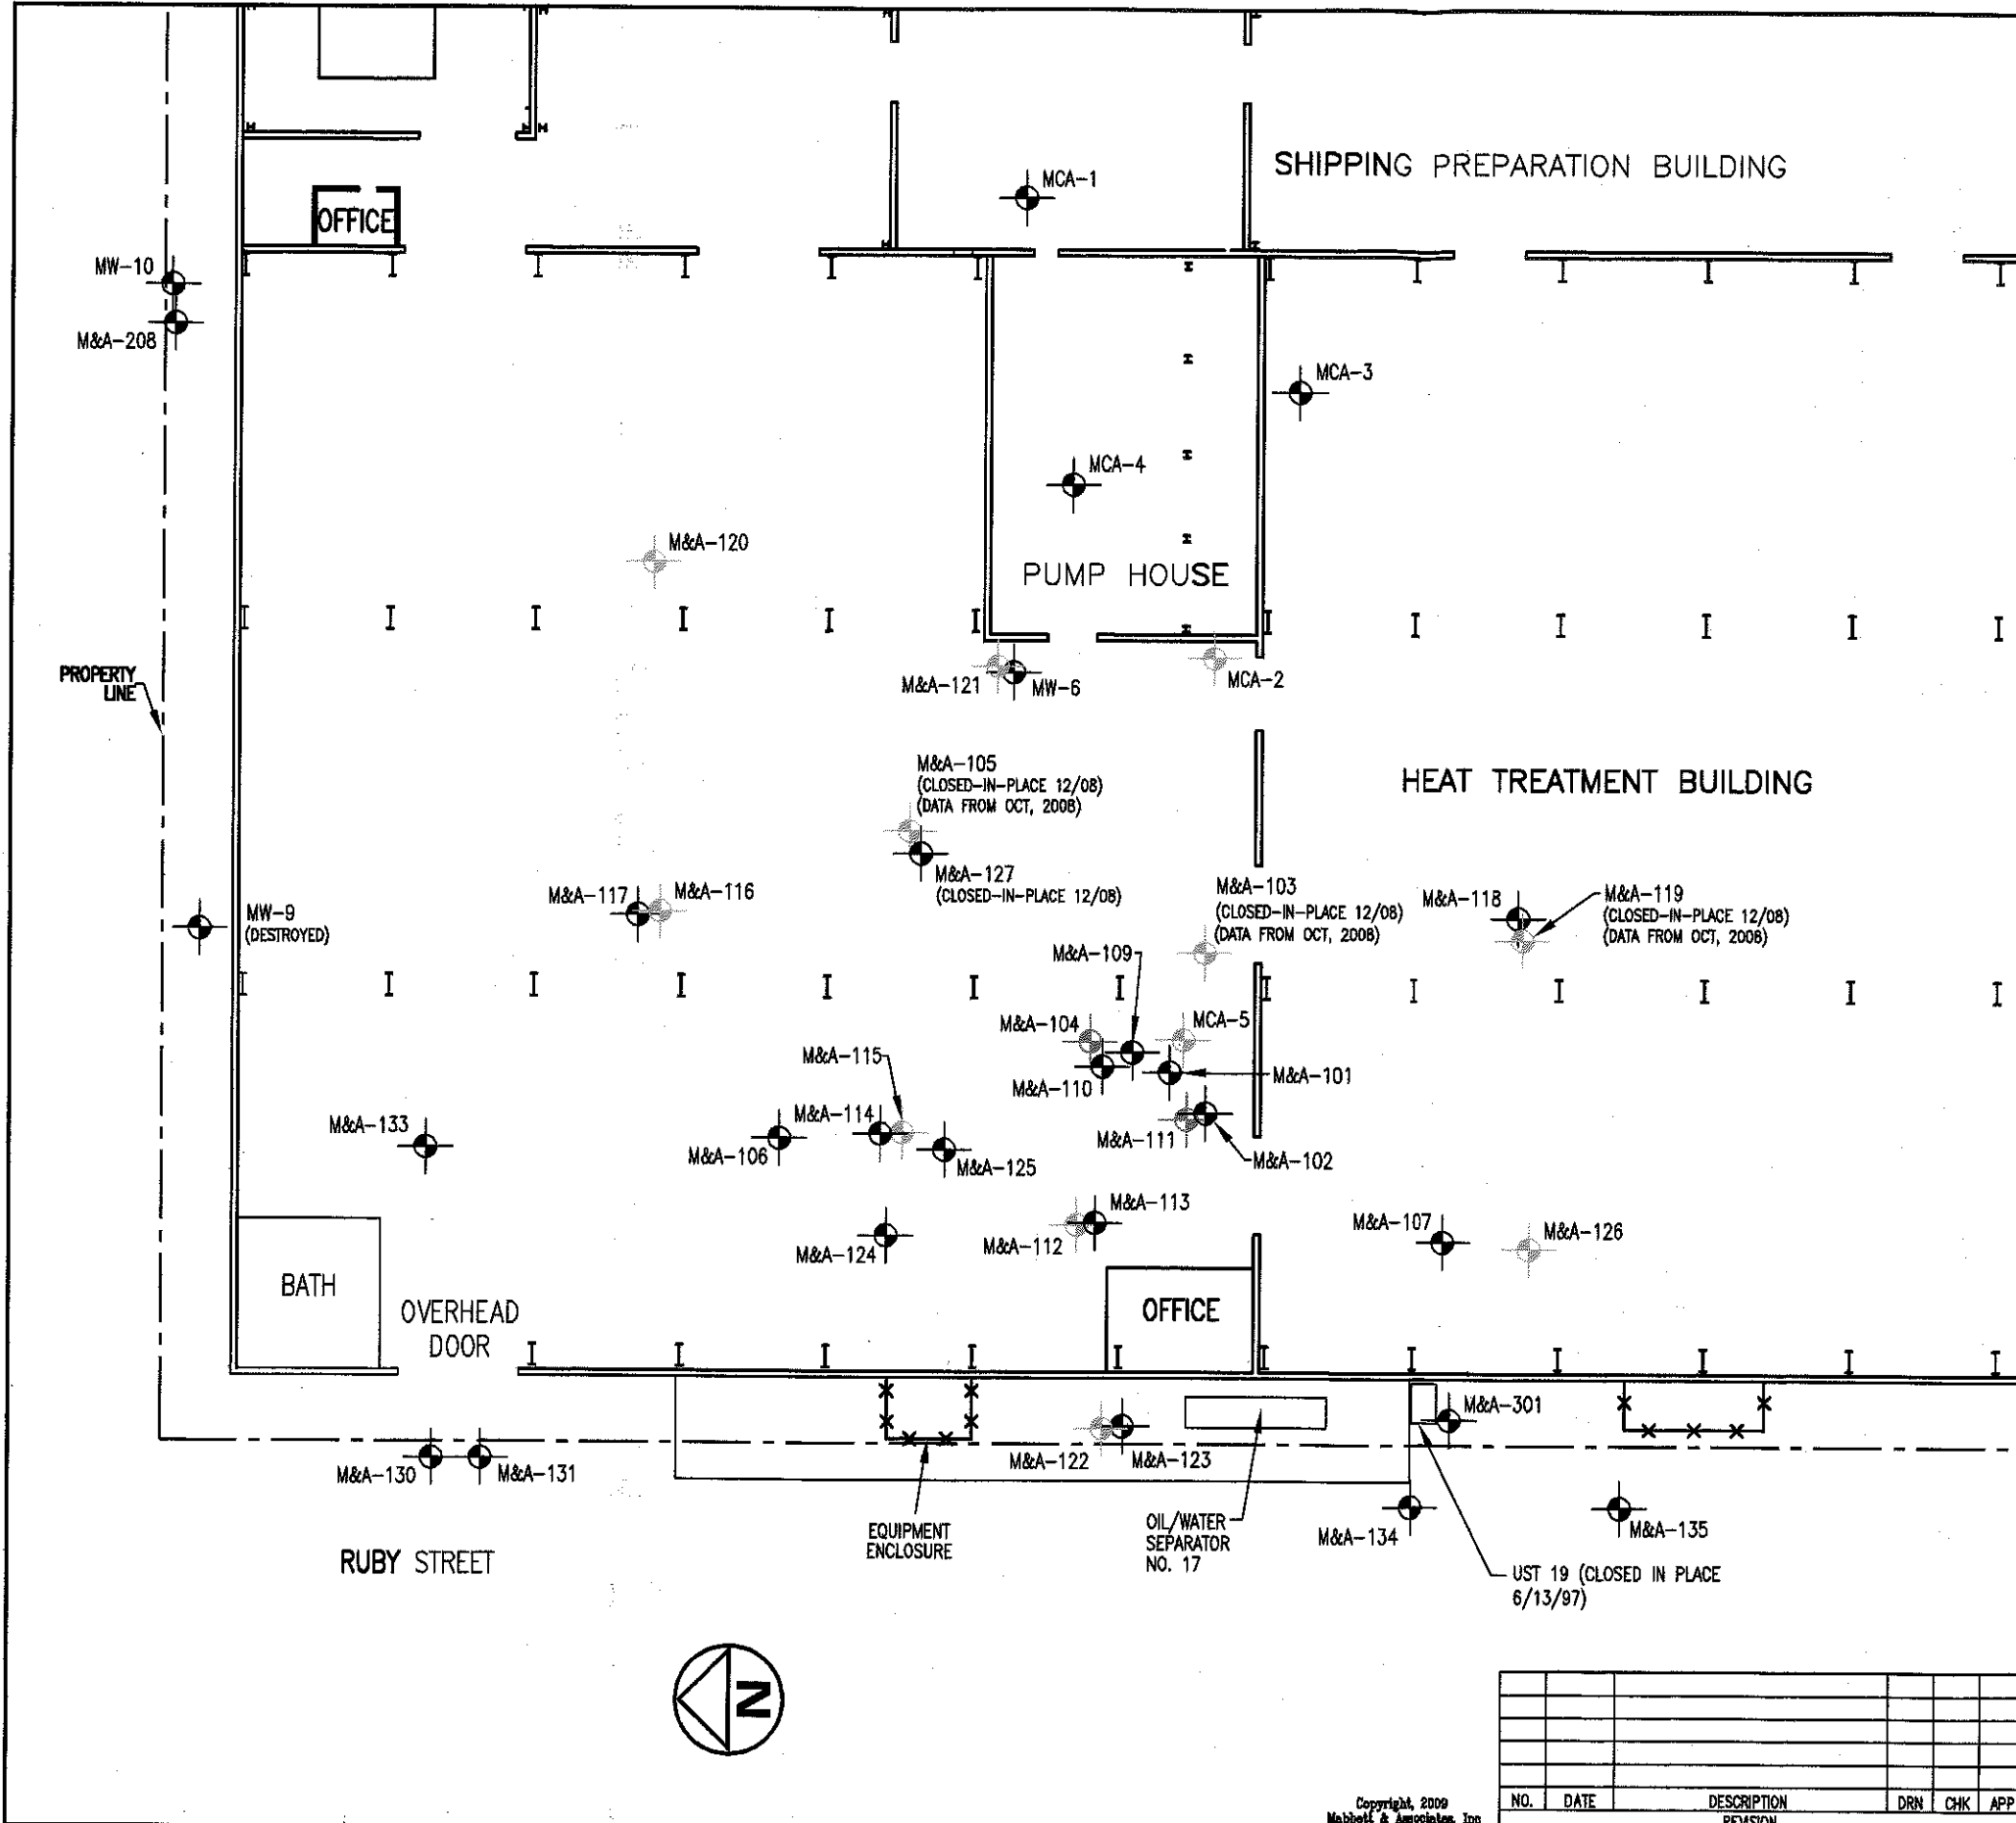 SHIPPING PREPARATION BUILDING
MCA-1
OFFICE
MW-10
M&A-208
MCA-3
MCA-4
M&A-120
PUMP HOUSE
PROPERTY
LINE
M&A-121
MW-6
MCA-2
M&A-105
(CLOSED-IN-PLACE 12/08)
(DATA FROM OCT, 2008)
HEAT TREATMENT BUILDING
M&A-127
(CLOSED-IN-PLACE 12/08)
M&A-117
M&A-116
M&A-103
(CLOSED-IN-PLACE 12/08)
(DATA FROM OCT, 2008)
M&A-118
M&A-119
(CLOSED-IN-PLACE 12/08)
(DATA FROM OCT, 2008)
MW-9
(DESTROYED)
M&A-109
M&A-104
MCA-5
M&A-115
M&A-110
M&A-101
M&A-133
M&A-114
M&A-106
M&A-125
M&A-111
M&A-102
M&A-113
M&A-112
M&A-124
M&A-107
M&A-126
BATH
OVERHEAD
DOOR
OFFICE
M&A-301
M&A-130
M&A-131
M&A-122
M&A-123
EQUIPMENT
ENCLOSURE
OIL/WATER
SEPARATOR
NO. 17
M&A-134
M&A-135
RUBY STREET
UST 19 (CLOSED IN PLACE
6/13/97)
N
Copyright, 2009
Mabbett & Associates, Inc
NO. DATE DESCRIPTION DRN CHK APP
REVISION